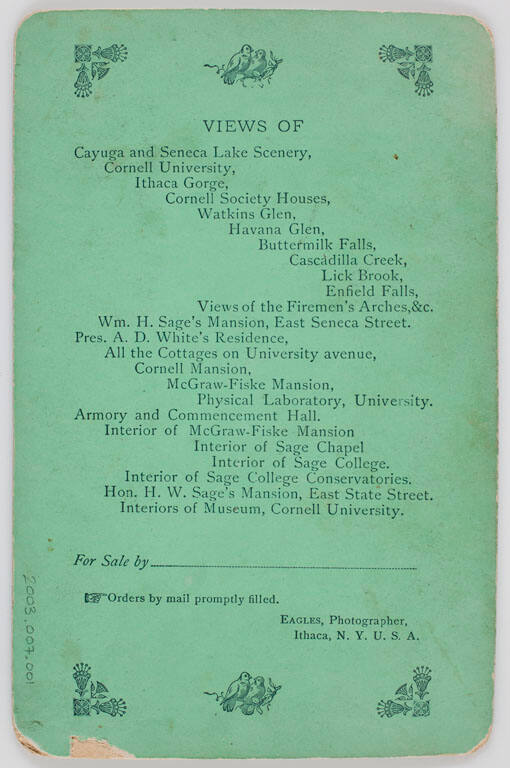 VIEWS OF
Cayuga and Seneca Lake Scenery,
Cornell University,
Ithaca Gorge,
Cornell Society Houses,
Watkins Glen,
Havana Glen,
Buttermilk Falls,
Cascadilla Creek,
Lick Brook,
Enfield Falls,
Views of the Firemen's Arches,&c.
Wm. H. Sage's Mansion, East Seneca Street.
Pres. A. D. White's Residence,
All the Cottages on University avenue,
Cornell Mansion,
McGraw-Fiske Mansion,
Physical Laboratory, University.
Armory and Commencement Hall.
Interior of McGraw-Fiske Mansion
Interior of Sage Chapel
Interior of Sage College.
Interior of Sage College Conservatories.
Hon. H. W. Sage's Mansion, East State Street.
Interiors of Museum, Cornell University.
For Sale by
☞Orders by mail promptly filled.
EAGLES, Photographer,
Ithaca, N. Y. U. S. A.
2003.007.001